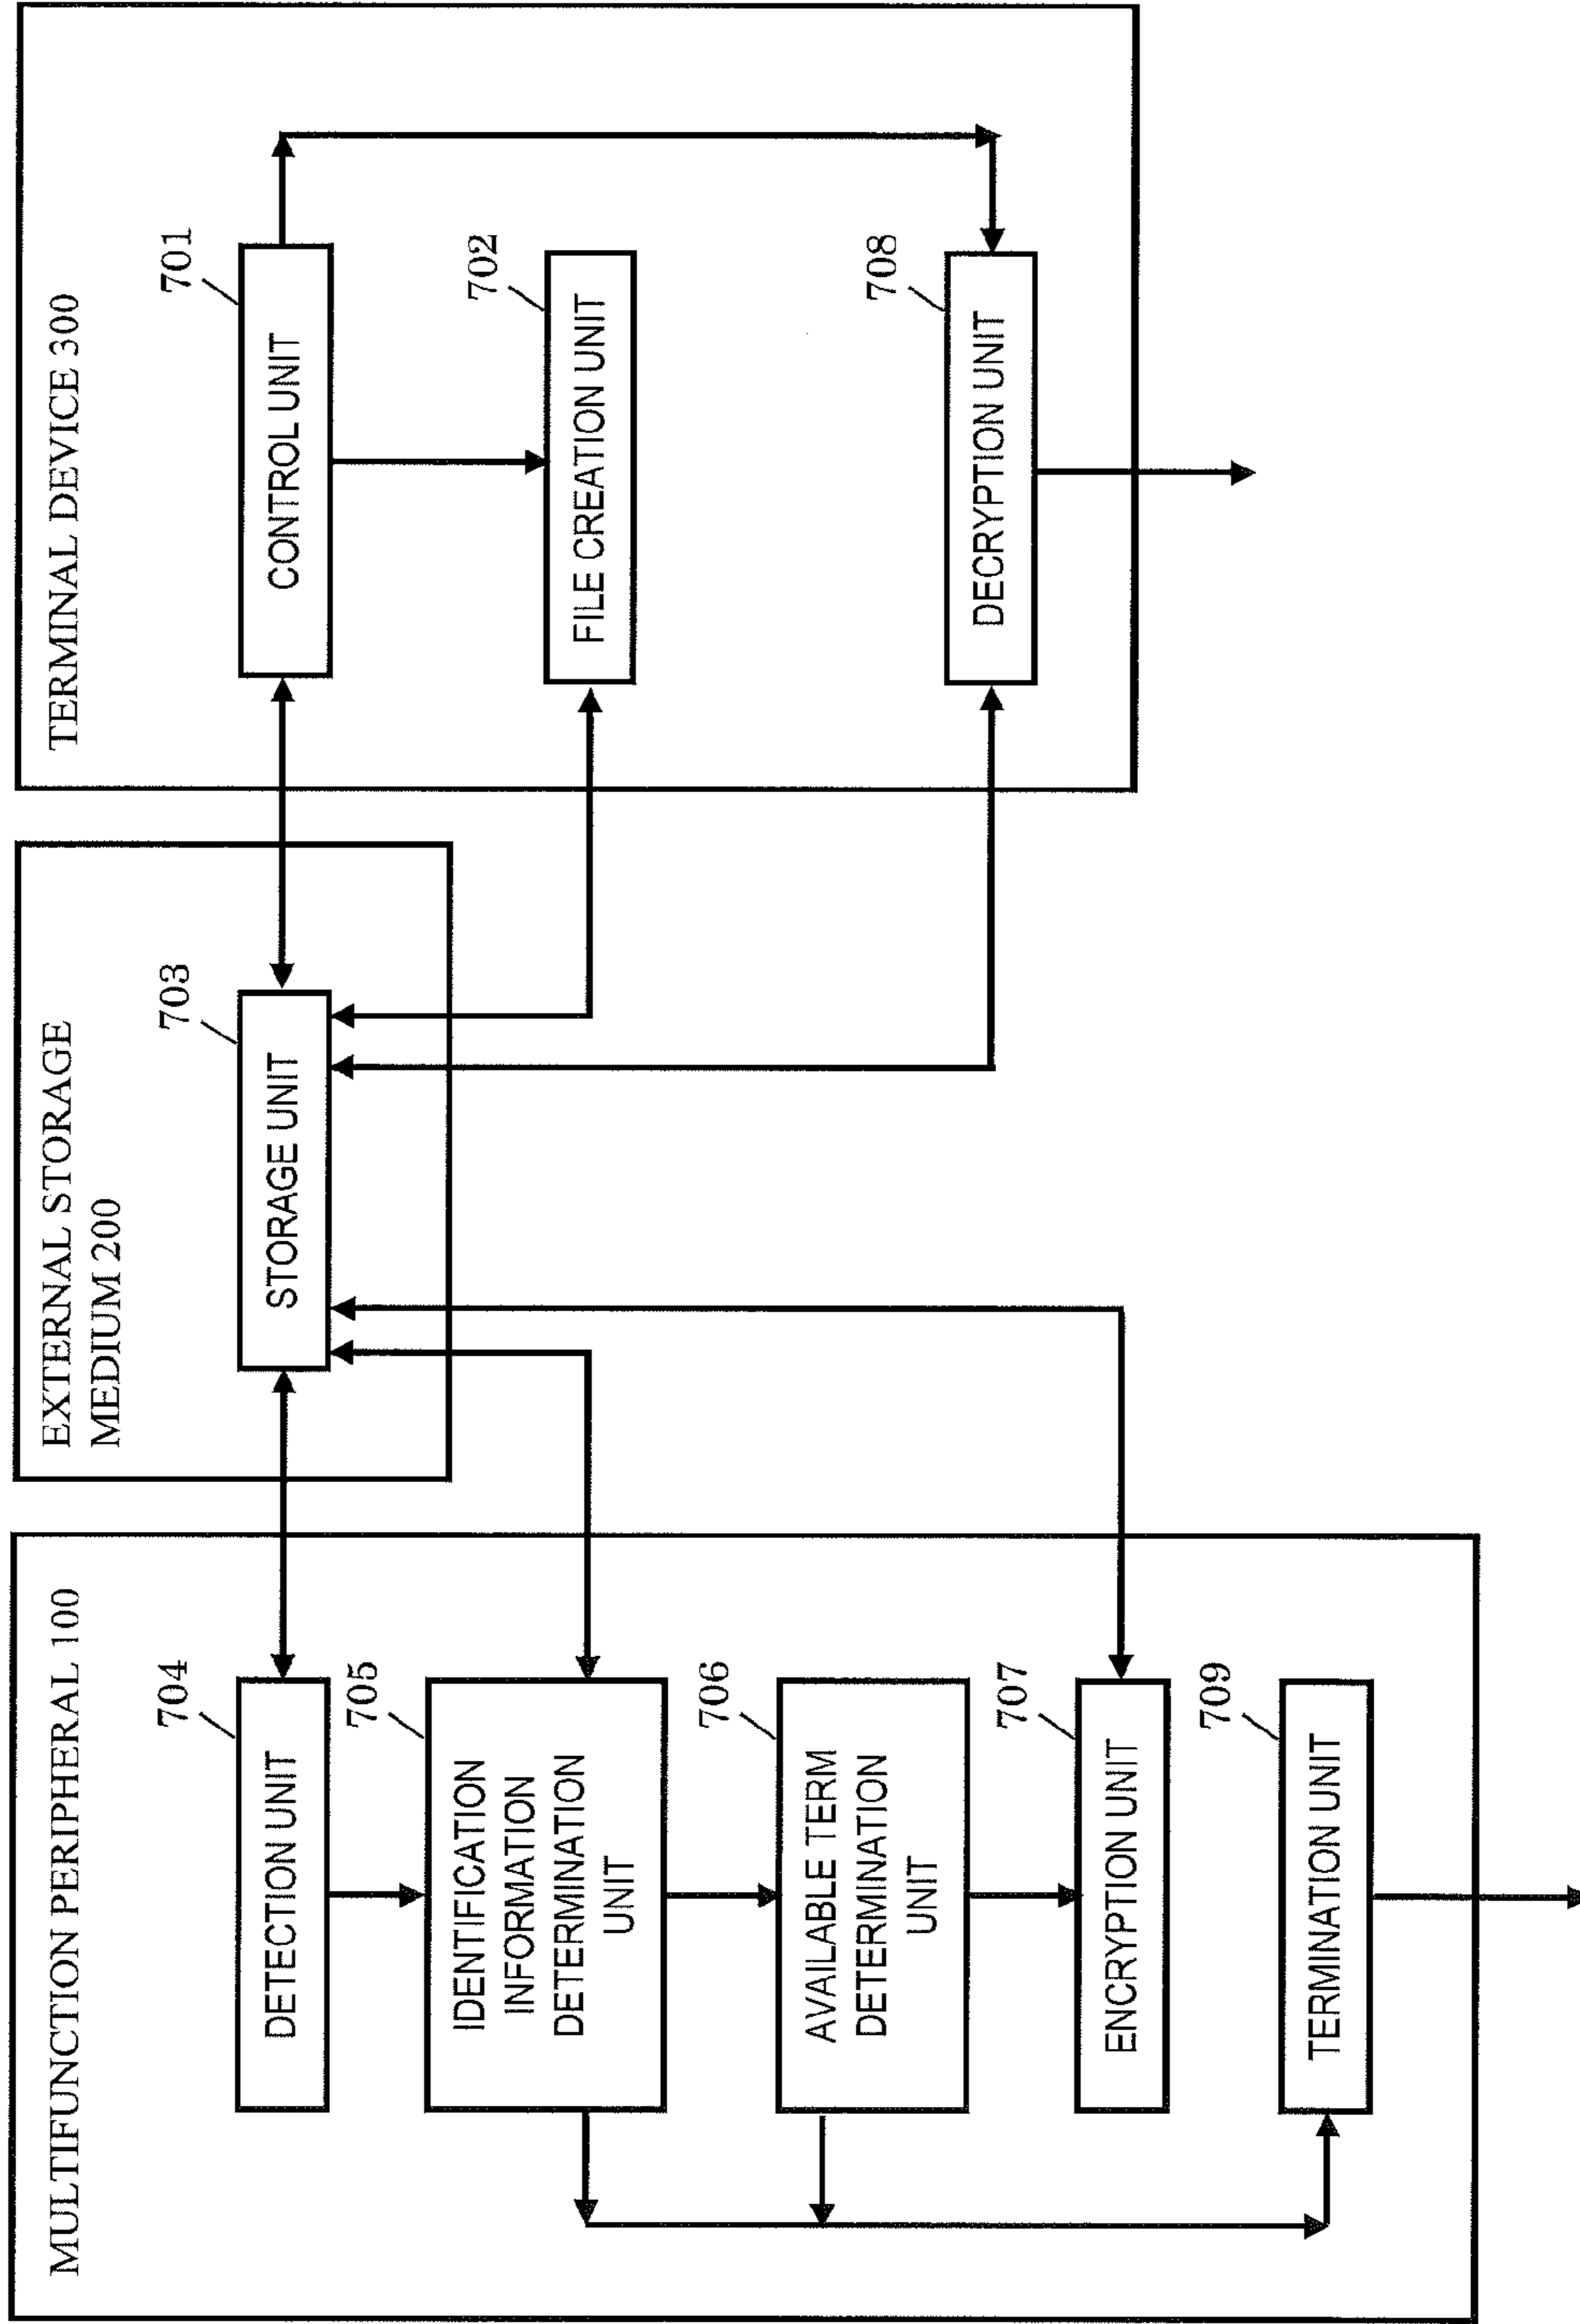 MULTIFUNCTION PERIPHERAL 100
704
DETECTION UNIT
705
IDENTIFICATION
INFORMATION
DETERMINATION
UNIT
706
AVAILABLE TERM
DETERMINATION
UNIT
707
ENCRYPTION UNIT
709
TERMINATION UNIT
EXTERNAL STORAGE
MEDIUM 200
703
STORAGE UNIT
TERMINAL DEVICE 300
701
CONTROL UNIT
702
FILE CREATION UNIT
708
DECRYPTION UNIT